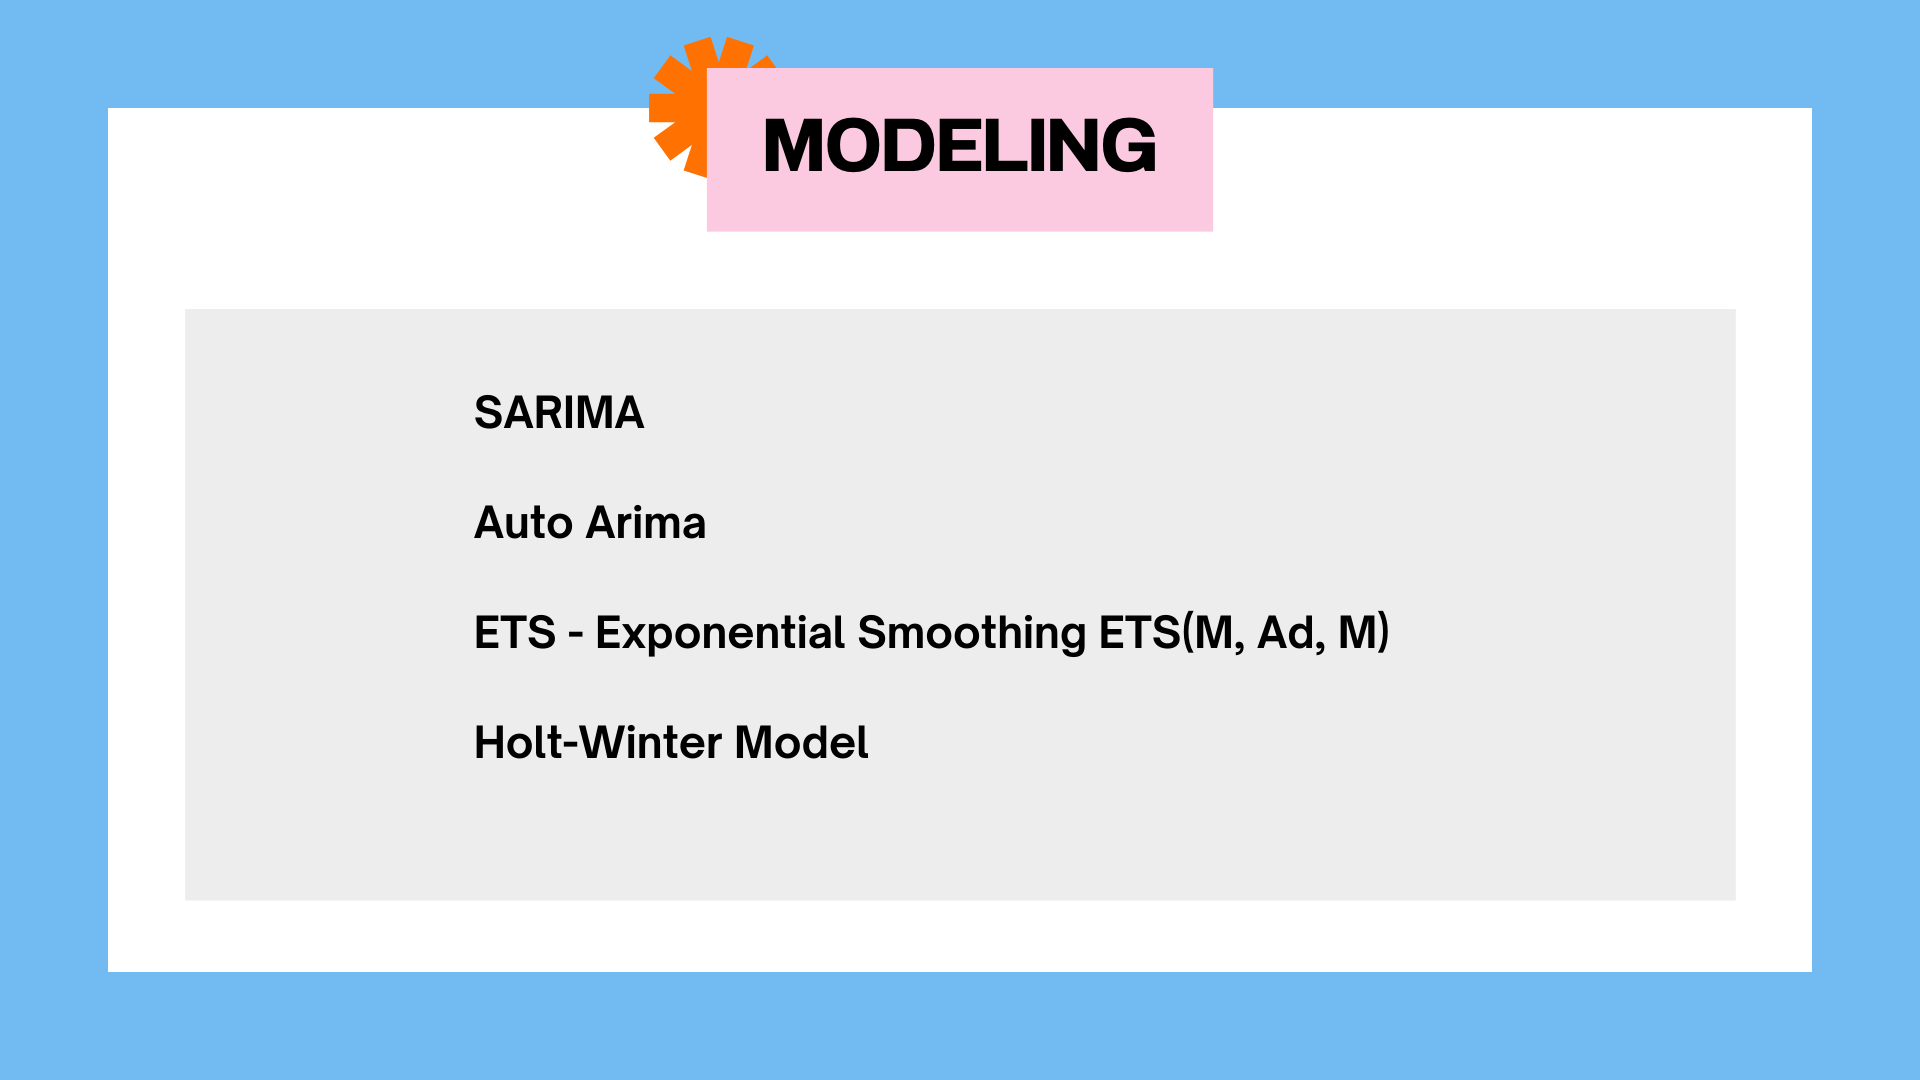 MODELING
SARIMA
Auto Arima
ETS - Exponential Smoothing ETS(M, Ad, M)
Holt-Winter Model